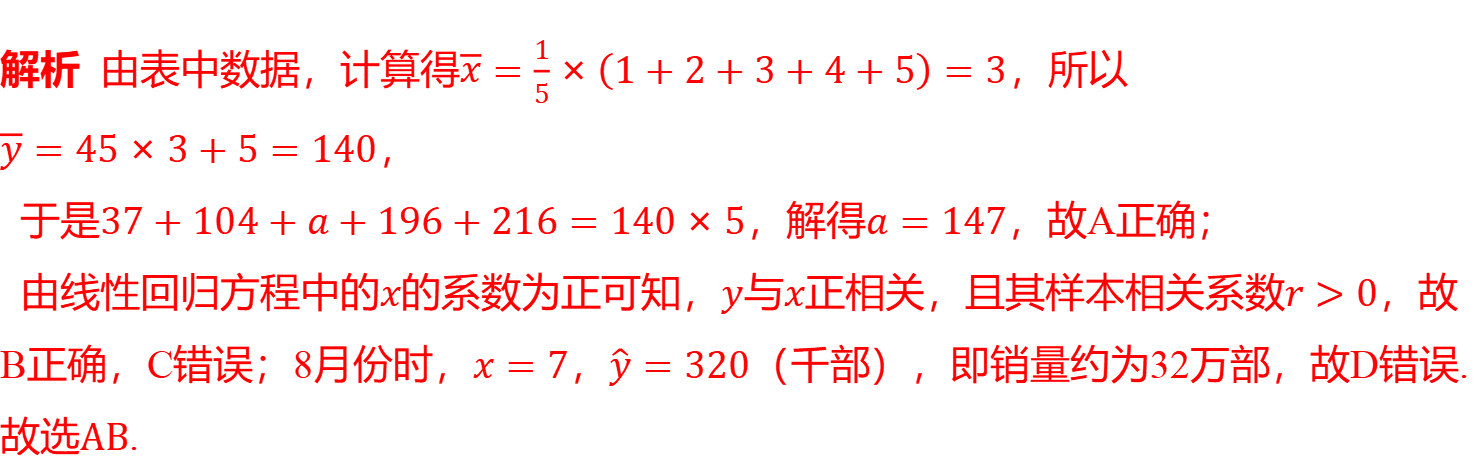 解析 由表中数据，计算得x̅ = 1/5 × (1 + 2 + 3 + 4 + 5) = 3，所以
y̅ = 45 × 3 + 5 = 140，
于是37 + 104 + a + 196 + 216 = 140 × 5，解得a = 147，故A正确；
由线性回归方程中的x的系数为正可知，y与x正相关，且其样本相关系数r > 0，故
B正确，C错误；8月份时，x = 7，ŷ = 320（千部），即销量约为32万部，故D错误.
故选AB.